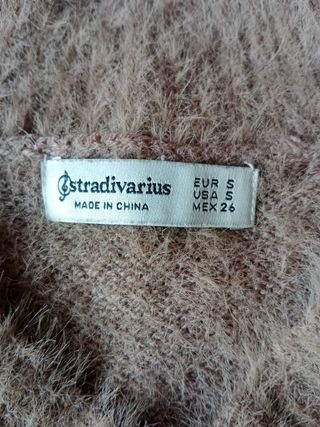 stradivarius
MADE IN CHINA
EUR S
USA S
MEX 26